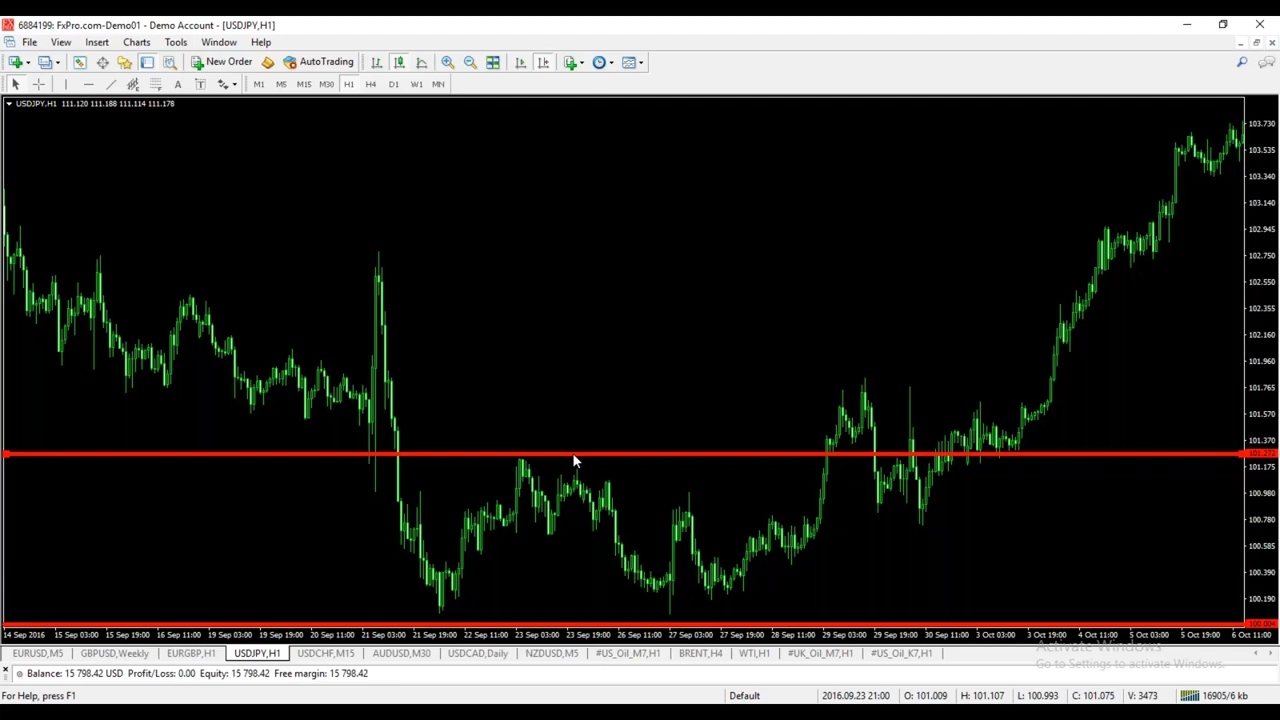 6884199: FxPro.com-Demo01 - Demo Account - [USDJPY,H1]
File View Insert Charts Tools Window Help
New Order AutoTrading
A T M1 M5 M15 M30 H1 H4 D1 W1 MN
USDJPY,H1 111.120 111.188 111.114 111.178
103.730
103.535
103.340
103.140
102.945
102.750
102.550
102.355
102.160
101.960
101.765
101.570
101.370
101.272
101.175
100.980
100.780
100.585
100.390
100.190
100.004
14 Sep 2016 15 Sep 03:00 15 Sep 19:00 16 Sep 11:00 19 Sep 03:00 19 Sep 19:00 20 Sep 11:00 21 Sep 03:00 21 Sep 19:00 22 Sep 11:00 23 Sep 03:00 23 Sep 19:00 26 Sep 11:00 27 Sep 03:00 27 Sep 19:00 28 Sep 11:00 29 Sep 03:00 29 Sep 19:00 30 Sep 11:00 3 Oct 03:00 3 Oct 19:00 4 Oct 11:00 5 Oct 03:00 5 Oct 19:00 6 Oct 11:00
Activate Windows
EURUSD,M5 GBPUSD,Weekly EURGBP,H1 USDJPY,H1 USDCHF,M15 AUDUSD,M30 USDCAD,Daily NZDUSD,M5 #US_Oil_M7,H1 BRENT,H4 WTI,H1 #UK_Oil_M7,H1 #US_Oil_K7,H1
Go to Settings to activate Windows.
Balance: 15 798.42 USD Profit/Loss: 0.00 Equity: 15 798.42 Free margin: 15 798.42
For Help, press F1 Default 2016.09.23 21:00 O: 101.009 H: 101.107 L: 100.993 C: 101.075 V: 3473 16905/6 kb